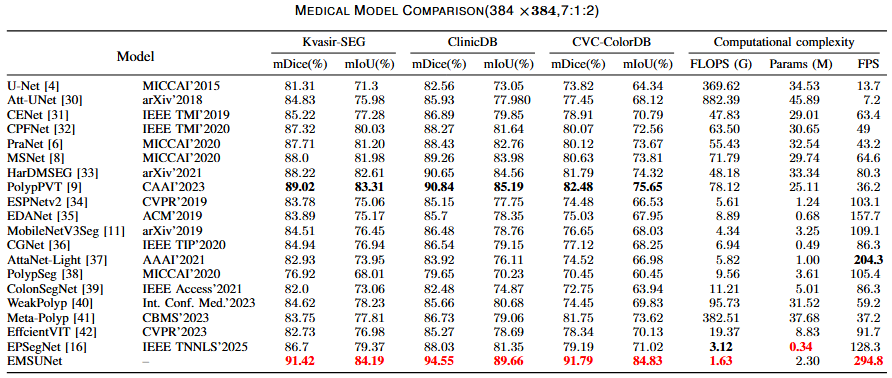 MEDICAL MODEL COMPARISON(384 ×384,7:1:2)
Model Kvasir-SEG ClinicDB CVC-ColorDB Computational complexity
mDice(%) mIoU(%) mDice(%) mIoU(%) mDice(%) mIoU(%) FLOPS (G) Params (M) FPS
U-Net [4] MICCAI'2015 81.31 71.3 82.56 73.05 73.82 64.34 369.62 34.53 13.7
Att-UNet [30] arXiv'2018 84.83 75.98 85.93 77.980 77.45 68.12 882.39 45.89 7.2
CENet [31] IEEE TMI'2019 85.22 77.28 86.89 79.85 78.91 70.79 47.83 29.01 63.4
CPFNet [32] IEEE TMI'2020 87.32 80.03 88.27 81.64 80.07 72.56 63.50 30.65 49
PraNet [6] MICCAI'2020 87.71 81.20 88.43 82.76 80.12 73.67 55.43 32.54 43.2
MSNet [8] MICCAI'2020 88.0 81.98 89.26 83.98 80.63 73.81 71.79 29.74 64.6
HarDMSEG [33] arXiv'2021 88.22 82.61 90.65 84.56 81.79 74.32 48.18 33.34 80.3
PolypPVT [9] CAAI'2023 89.02 83.31 90.84 85.19 82.48 75.65 78.12 25.11 36.2
ESPNetv2 [34] CVPR'2019 83.78 75.06 85.15 77.75 74.48 66.53 5.61 1.24 103.1
EDANet [35] ACM'2019 83.89 75.17 85.7 78.35 75.03 67.95 8.89 0.68 157.7
MobileNetV3Seg [11] arXiv'2019 84.51 76.45 86.48 78.76 76.65 68.03 4.34 3.25 109.1
CGNet [36] IEEE TIP'2020 84.94 76.94 86.54 79.15 77.12 68.25 6.94 0.49 86.3
AttaNet-Light [37] AAAI'2021 82.93 73.95 83.92 76.11 74.52 66.98 5.82 1.00 204.3
PolypSeg [38] MICCAI'2020 76.92 68.01 79.65 70.23 70.45 60.45 9.56 3.61 105.4
ColonSegNet [39] IEEE Access'2021 82.0 73.06 82.48 74.87 72.75 63.94 11.21 5.01 86.3
WeakPolyp [40] Int. Conf. Med.'2023 84.62 78.23 85.66 80.68 74.45 69.83 95.73 31.52 59.2
Meta-Polyp [41] CBMS'2023 83.75 77.81 86.73 79.06 81.75 73.62 382.51 37.68 37.2
EffcientVIT [42] CVPR'2023 82.73 76.98 85.27 78.69 78.34 70.13 19.37 8.83 91.7
EPSegNet [16] IEEE TNNLS'2025 86.7 79.37 88.03 81.35 79.19 71.02 3.12 0.34 128.3
EMSUNet – 91.42 84.19 94.55 89.66 91.79 84.83 1.63 2.30 294.8